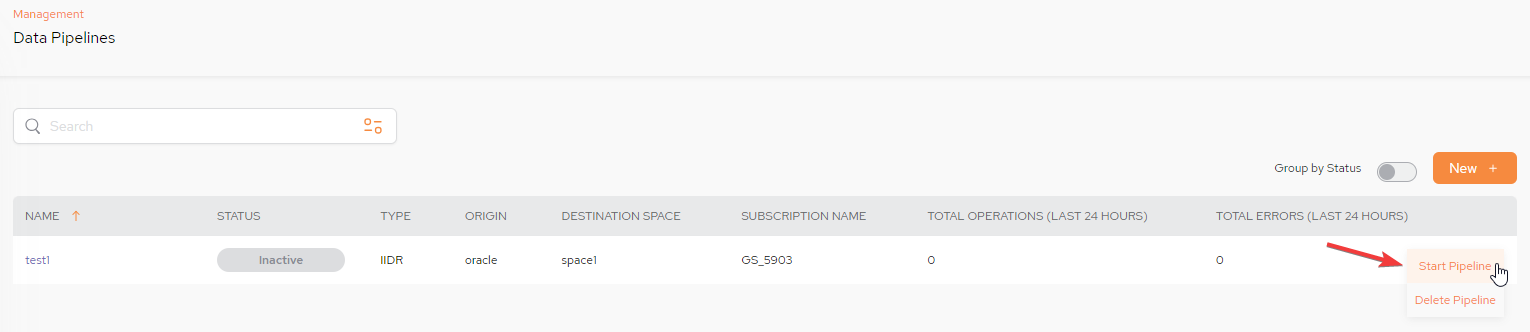 Management
Data Pipelines
Search
Group by Status
New +
NAME STATUS TYPE ORIGIN DESTINATION SPACE SUBSCRIPTION NAME TOTAL OPERATIONS (LAST 24 HOURS) TOTAL ERRORS (LAST 24 HOURS)
test1 Inactive IIDR oracle space1 GS_5903 0 0
Start Pipeline
Delete Pipeline